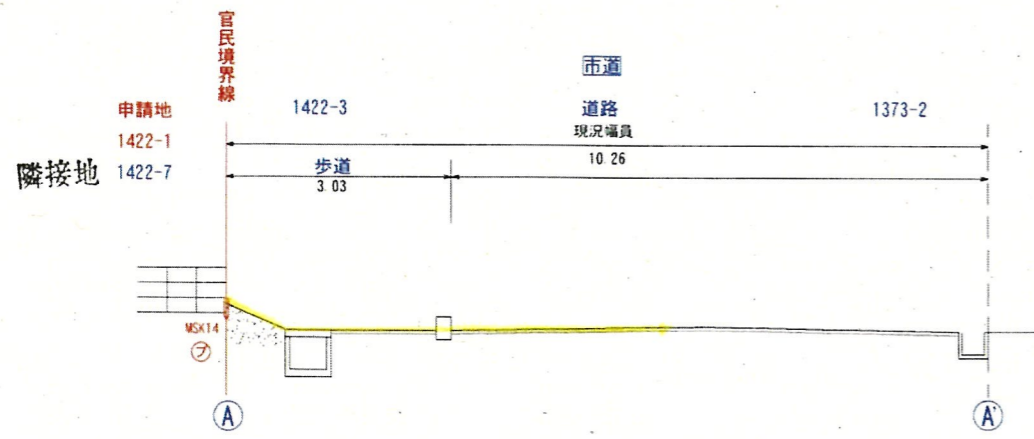 官民境界線
市道
申請地
1422-3
道路
1373-2
1422-1
現況幅員
10.26
隣接地
1422-7
歩道
3.03
MSK14
プ
A
A'